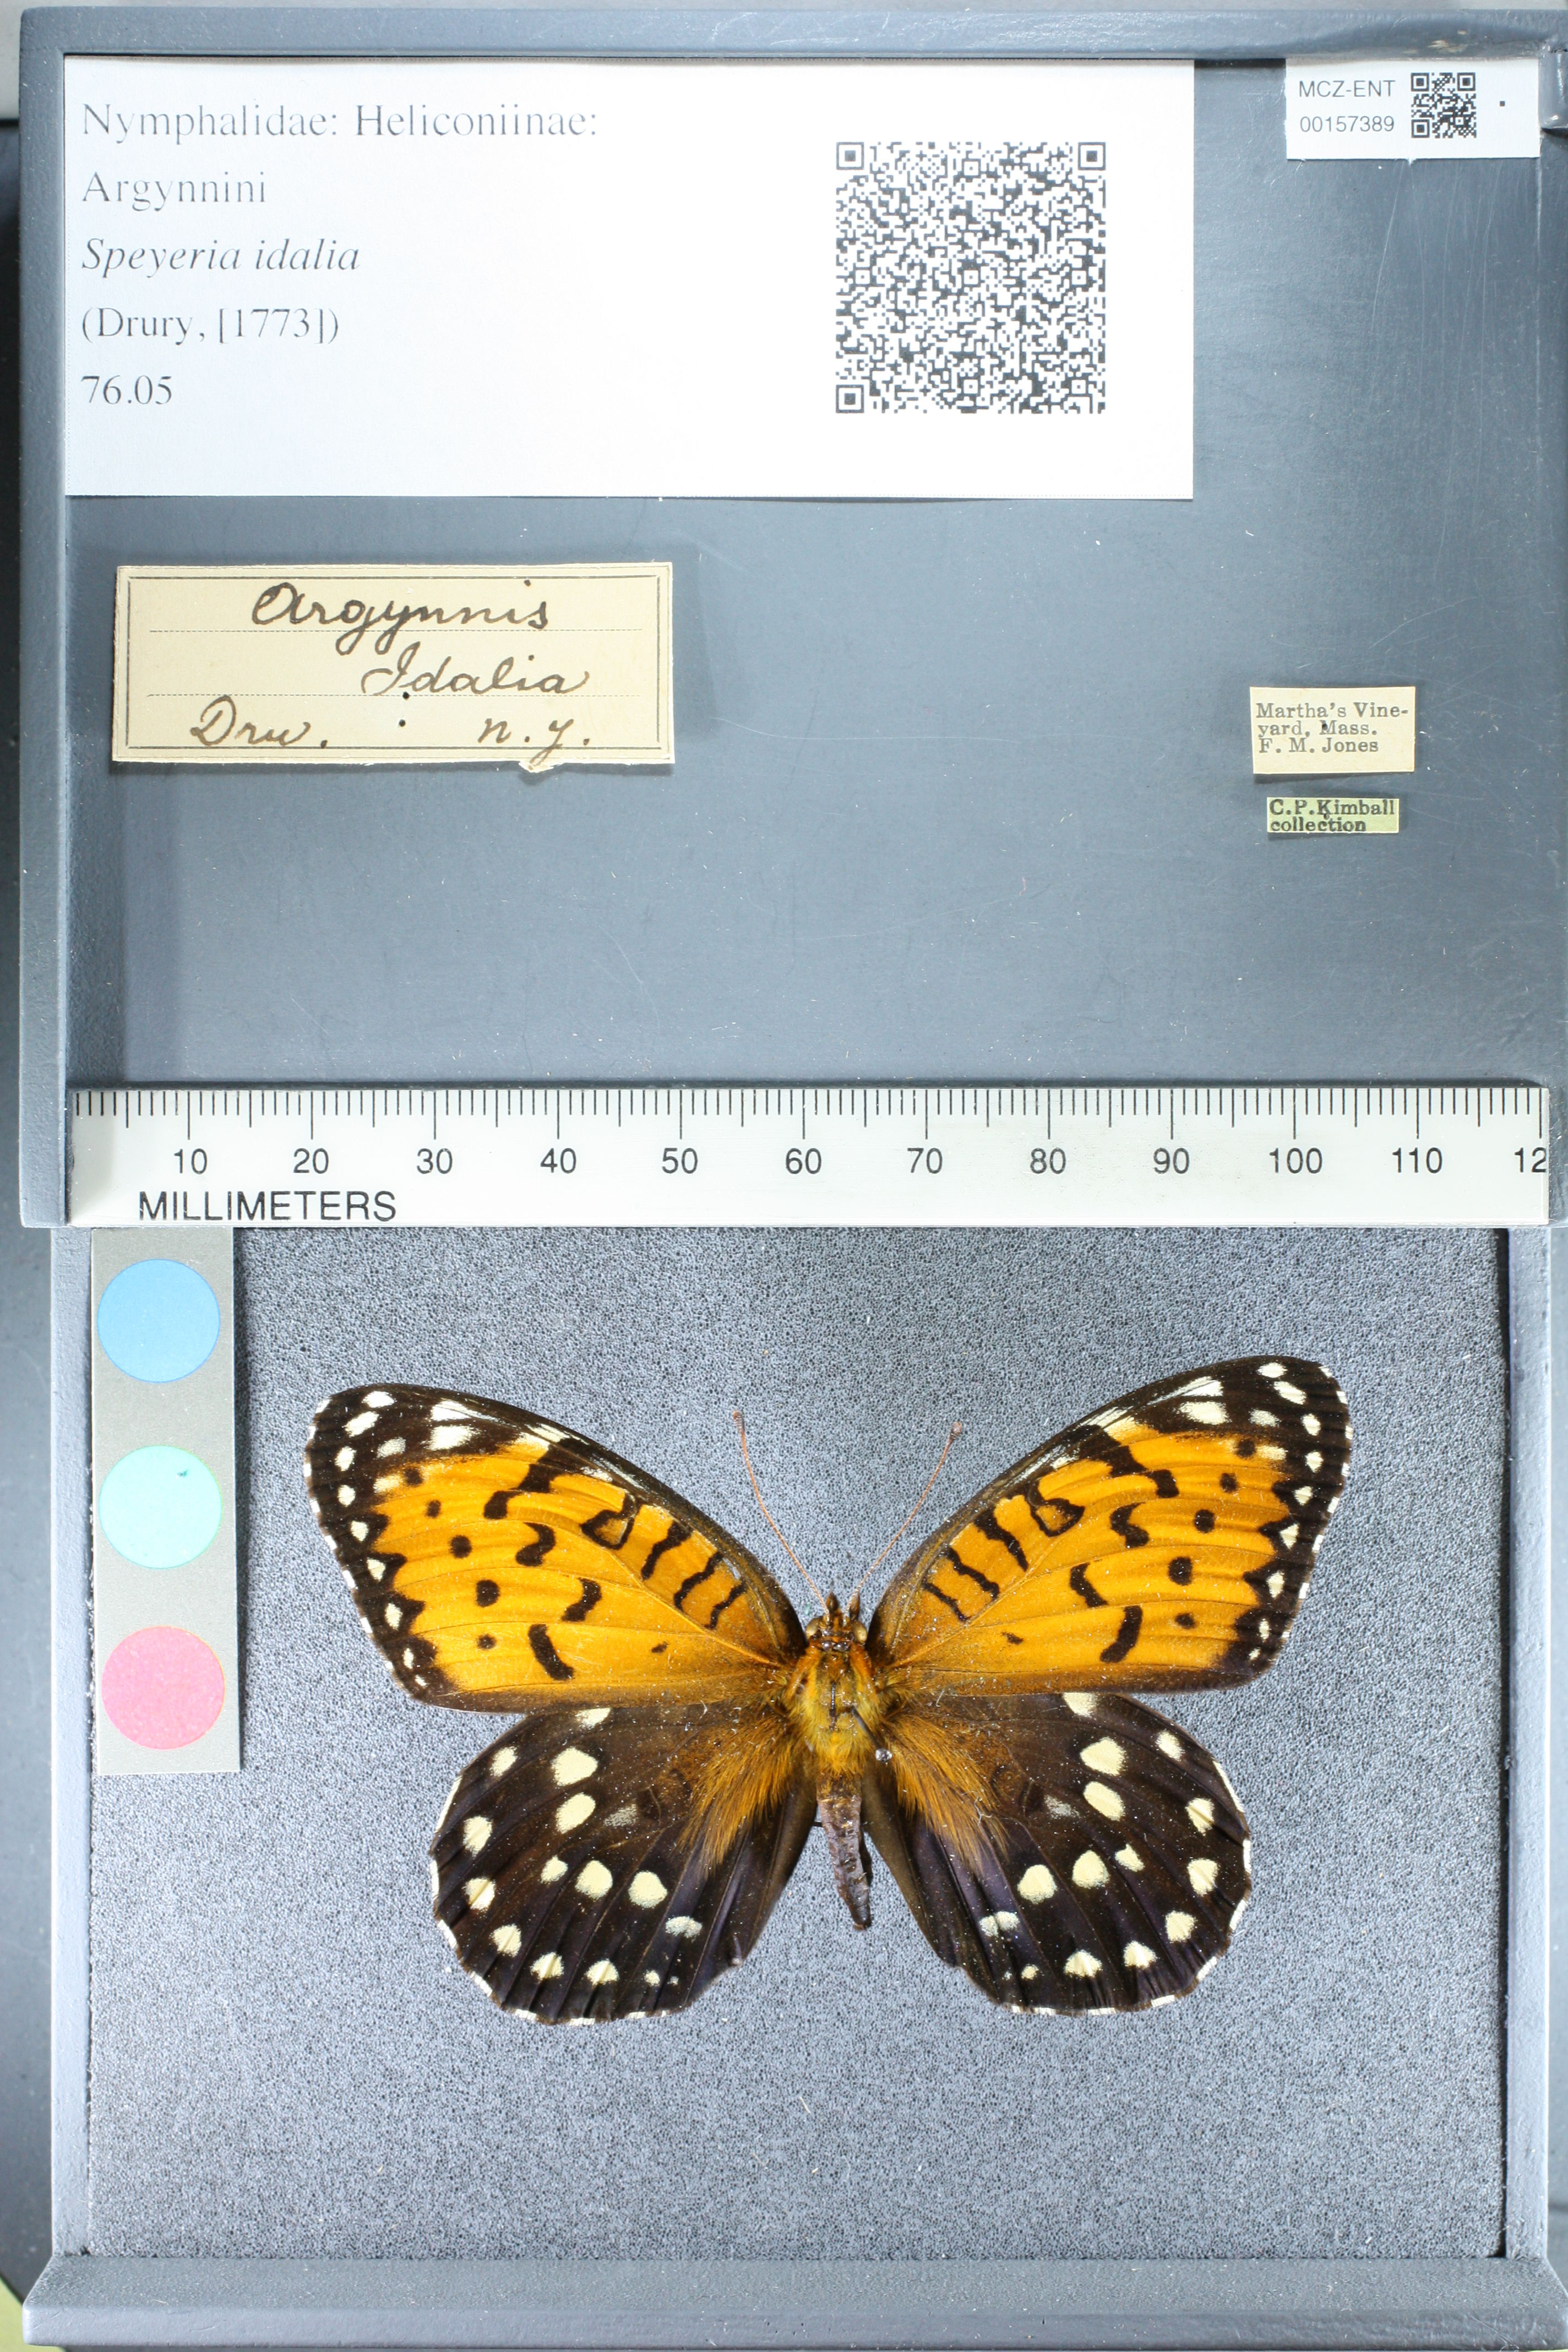 Nymphalidae: Heliconiinae:
Argynnini
Speyeria idalia
(Drury, [1773])
76.05
MCZ-ENT
00157389
Argynnis
Idalia
Dru. n.y.
Martha's Vine-
yard, Mass.
F. M. Jones
C.P.Kimball
collection
10 20 30 40 50 60 70 80 90 100 110 12
MILLIMETERS